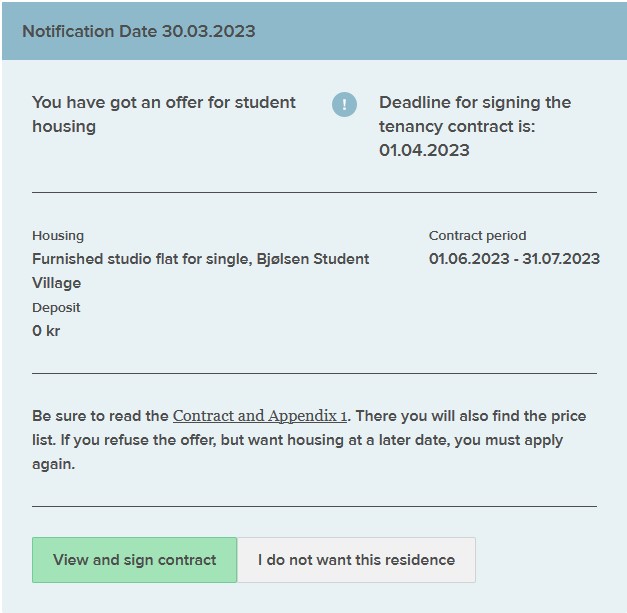 Notification Date 30.03.2023
You have got an offer for student
housing
!
Deadline for signing the
tenancy contract is:
01.04.2023
Housing
Furnished studio flat for single, Bjølsen Student
Village
Deposit
0 kr
Contract period
01.06.2023 - 31.07.2023
Be sure to read the Contract and Appendix 1. There you will also find the price
list. If you refuse the offer, but want housing at a later date, you must apply
again.
View and sign contract
I do not want this residence